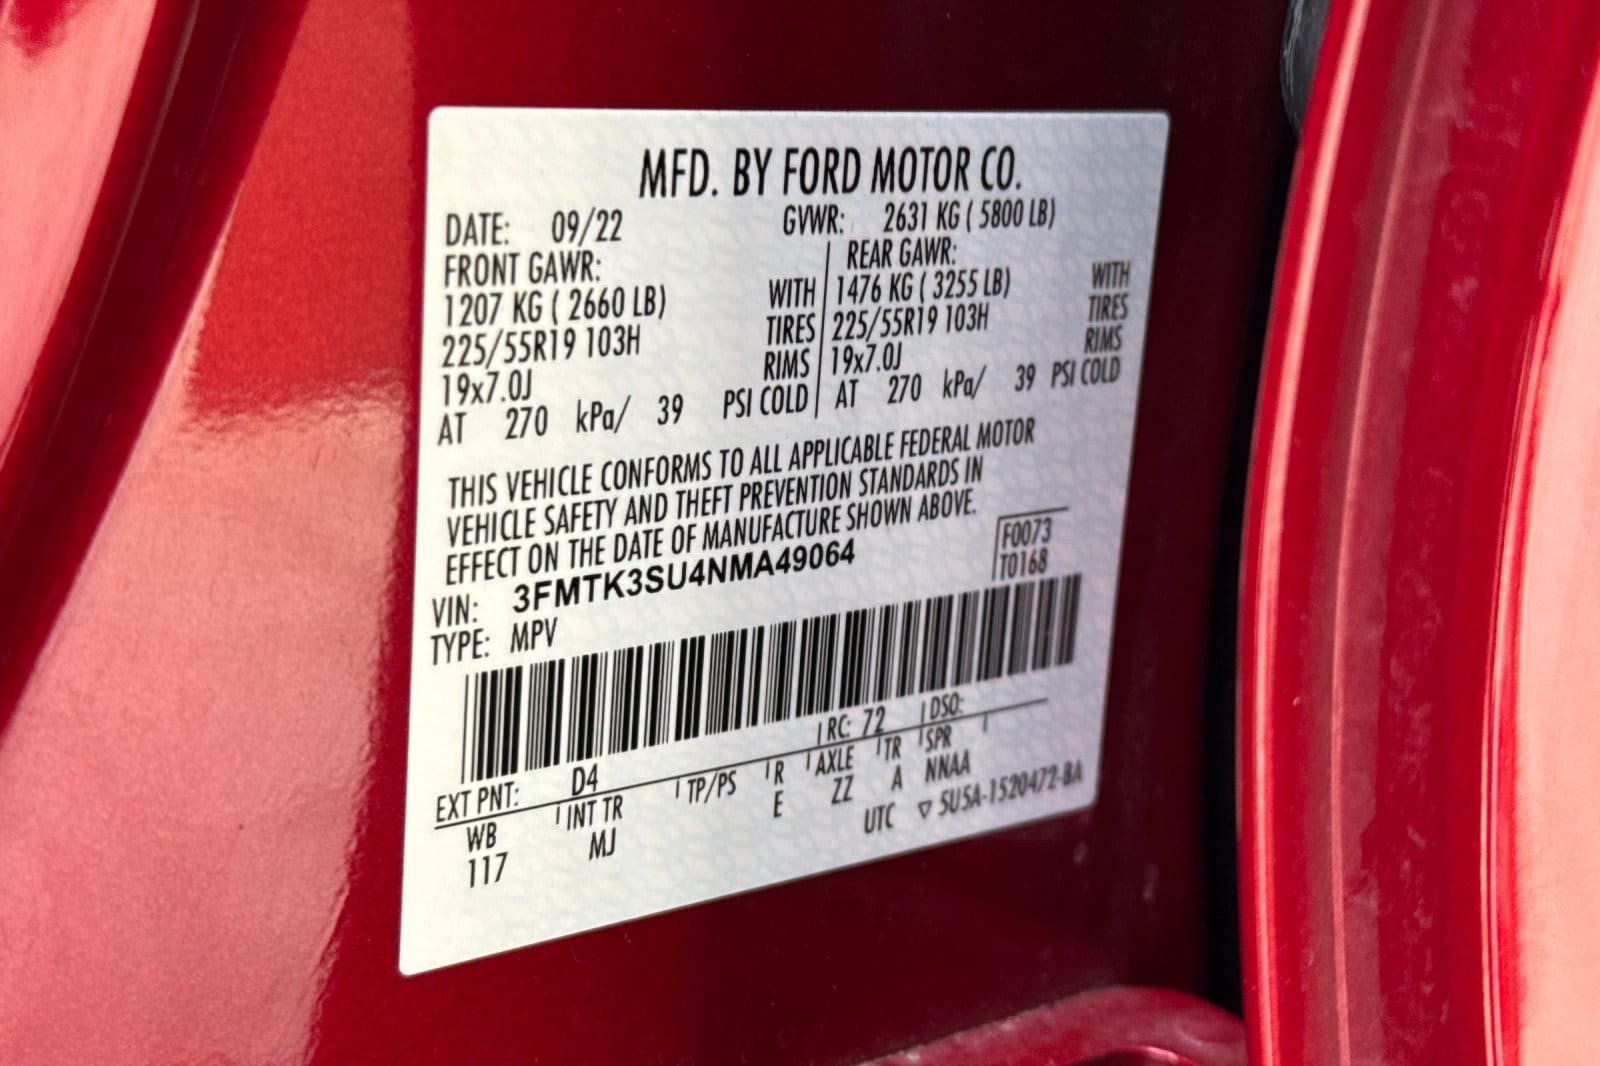 MFD. BY FORD MOTOR CO.
DATE: 09/22 GVWR: 2631 KG ( 5800 LB)
FRONT GAWR: REAR GAWR:
1207 KG ( 2660 LB) WITH 1476 KG ( 3255 LB) WITH
225/55R19 103H TIRES 225/55R19 103H TIRES
19x7.0J RIMS 19x7.0J RIMS
AT 270 kPa/ 39 PSI COLD AT 270 kPa/ 39 PSI COLD
THIS VEHICLE CONFORMS TO ALL APPLICABLE FEDERAL MOTOR
VEHICLE SAFETY AND THEFT PREVENTION STANDARDS IN
EFFECT ON THE DATE OF MANUFACTURE SHOWN ABOVE.
F0073
VIN: 3FMTK3SU4NMA49064 T0168
TYPE: MPV
EXT PNT: D4 RC: 72 DSO:
WB INT TR TP/PS R AXLE TR SPR
117 MJ E ZZ A NNAA
UTC ▽ 5U5A-1520472-BA